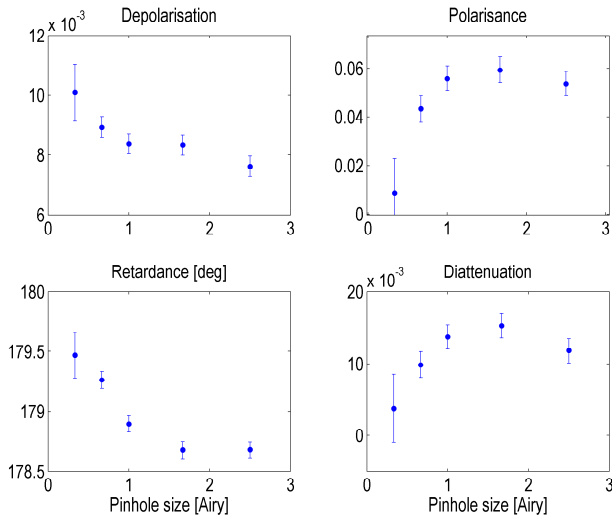 Depolarisation
12 × 10⁻³
10
8
6
0 1 2 3
Polarisance
0.06
0.04
0.02
0
0 1 2 3
Retardance [deg]
180
179.5
179
178.5
0 1 2 3
Pinhole size [Airy]
Diattenuation
20 × 10⁻³
10
0
0 1 2 3
Pinhole size [Airy]